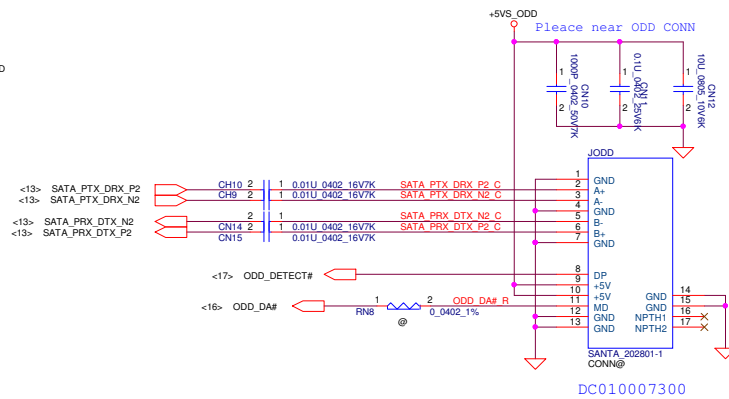 +5VS_ODD
Pleace near ODD CONN
D
1
2
1000P_0402_50V7K
CN10
1
2
0.1U_0402_25V6K
CN11
1
2
10U_0805_10V6K
CN12
JODD
<13> SATA_PTX_DRX_P2 CH10 2 1 0.01U_0402_16V7K SATA_PTX_DRX_P2_C
<13> SATA_PTX_DRX_N2 CH9 2 1 0.01U_0402_16V7K SATA_PTX_DRX_N2_C
<13> SATA_PRX_DTX_N2 CN14 2 1 0.01U_0402_16V7K SATA_PRX_DTX_N2_C
<13> SATA_PRX_DTX_P2 CN15 2 1 0.01U_0402_16V7K SATA_PRX_DTX_P2_C
1 GND
2 A+
3 A-
4 GND
5 B-
6 B+
7 GND
<17> ODD_DETECT#
8 DP
9 +5V
10 +5V
<16> ODD_DA# 1 2 ODD_DA#_R
RN8 0_0402_1%
@
11 MD
12 GND
13 GND
GND 14
GND 15
NPTH1 16
NPTH2 17
SANTA_202801-1
CONN@
DC010007300